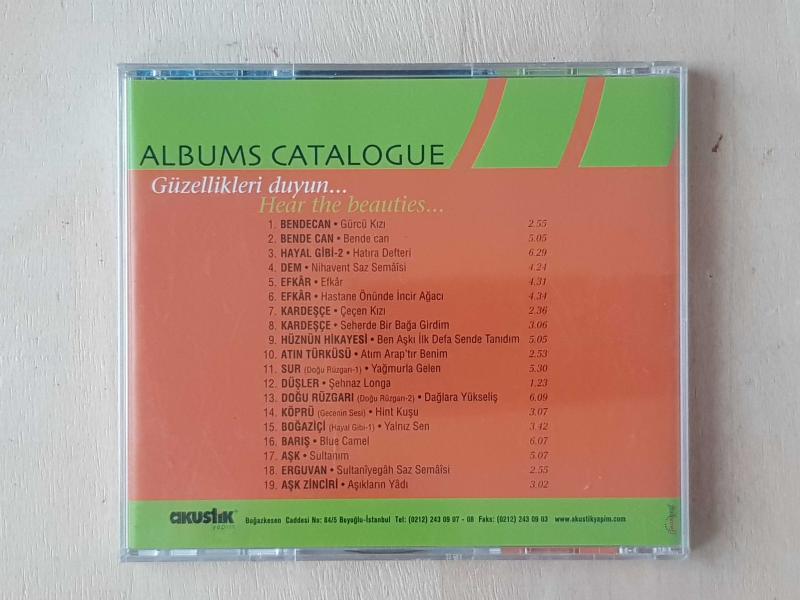 ALBUMS CATALOGUE
Güzellikleri duyun...
Hear the beauties...
1. BENDECAN • Gürcü Kızı 2.55
2. BENDE CAN • Bende can 5.05
3. HAYAL GİBİ-2 • Hatıra Defteri 6.29
4. DEM • Nihavent Saz Semâîsi 4.24
5. EFKÂR • Efkâr 4.31
6. EFKÂR • Hastane Önünde İncir Ağacı 4.34
7. KARDEŞÇE • Çeçen Kızı 2.36
8. KARDEŞÇE • Seherde Bir Bağa Girdim 3.06
9. HÜZNÜN HİKAYESİ • Ben Aşkı İlk Defa Sende Tanıdım 5.05
10. ATIN TÜRKÜSÜ • Atım Arap'tır Benim 2.53
11. SUR (Doğu Rüzgarı-1) • Yağmurla Gelen 5.30
12. DÜŞLER • Şehnaz Longa 1.23
13. DOĞU RÜZGARI (Doğu Rüzgarı-2) • Dağlara Yükseliş 6.09
14. KÖPRÜ (Gecenin Sesi) • Hint Kuşu 3.07
15. BOĞAZİÇİ (Hayal Gibi-1) • Yalnız Sen 3.42
16. BARIŞ • Blue Camel 6.07
17. AŞK • Sultanım 5.07
18. ERGUVAN • Sultanîyegâh Saz Semâîsi 2.55
19. AŞK ZİNCİRİ • Aşıkların Yâdı 3.02
akustik yapım Boğazkesen Caddesi No: 84/5 Beyoğlu-İstanbul Tel: (0212) 243 09 07 - 08 Faks: (0212) 243 09 03 www.akustikyapim.com